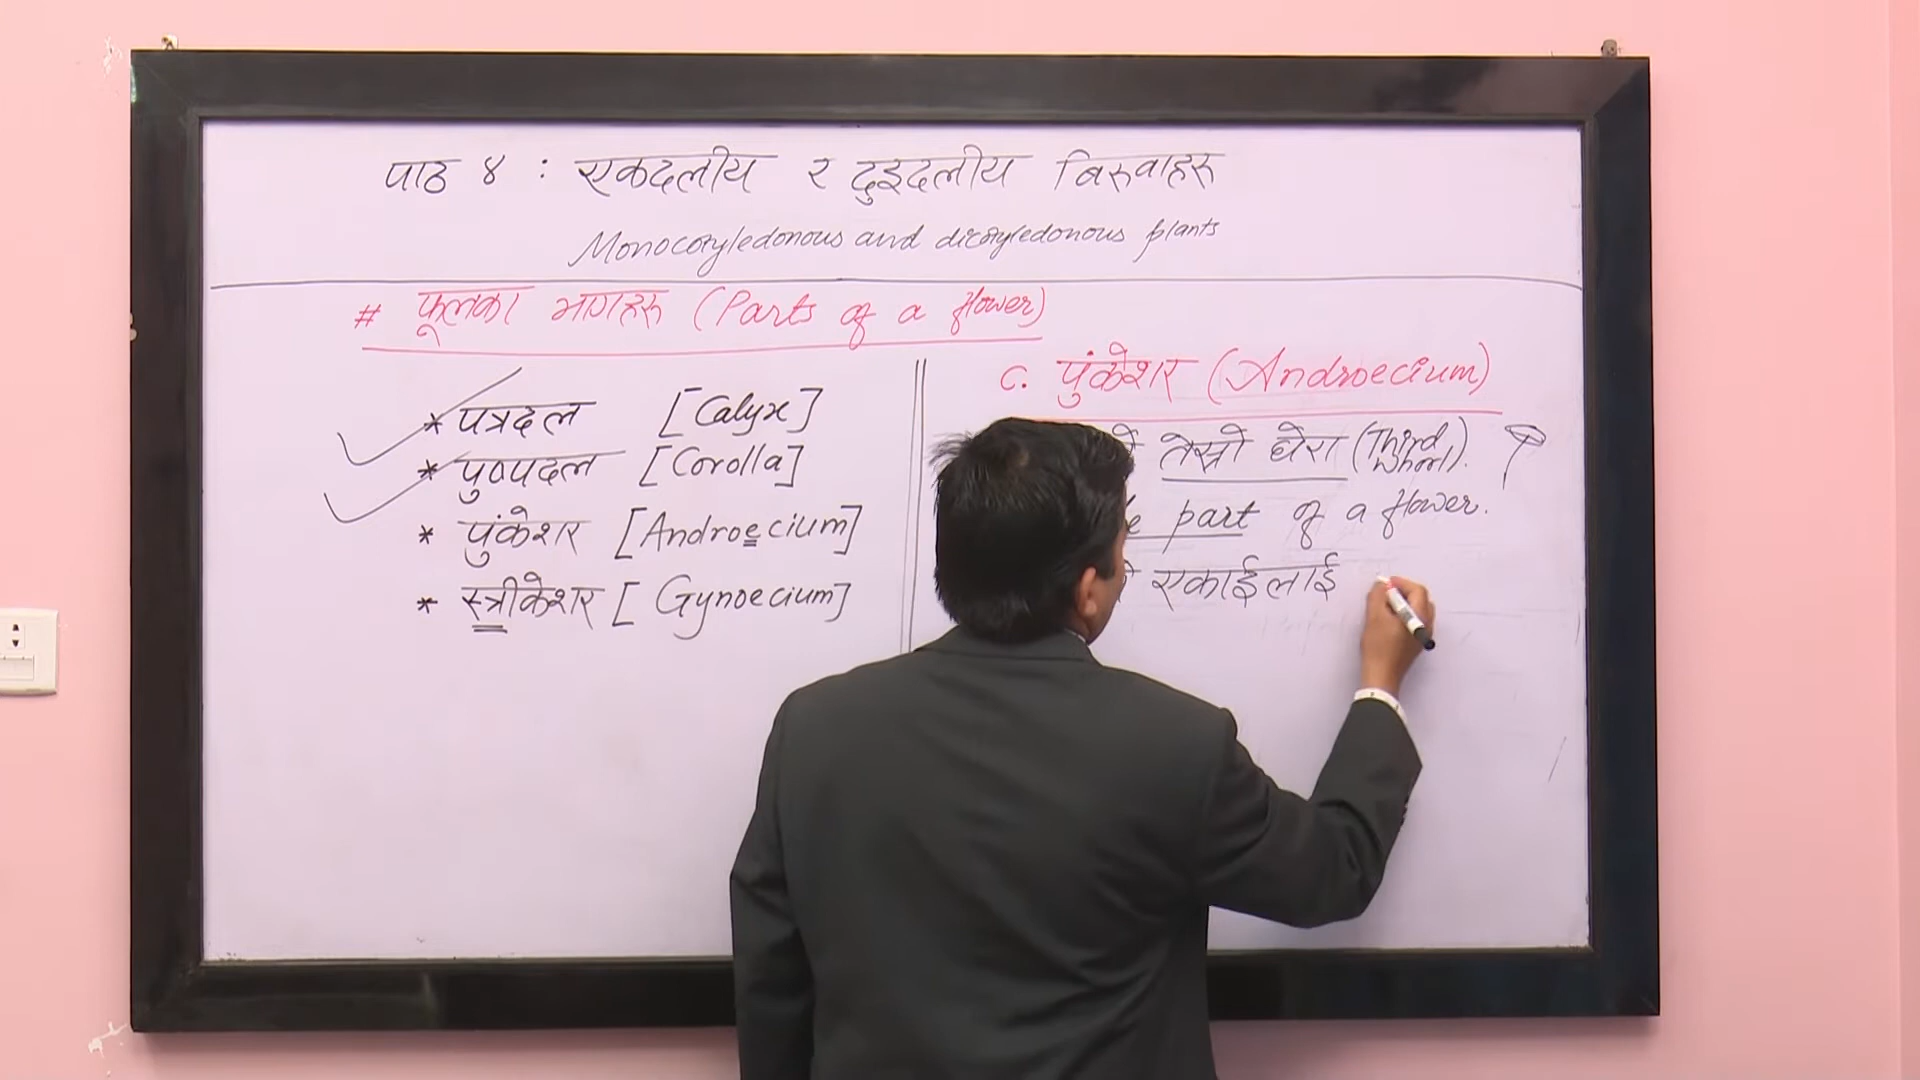 पाठ ४ : एकदलीय र दुइदलीय बिरुवाहरु
Monocotyledonous and dicotyledonous plants
# फूलका भागहरु (Parts of a flower)
* पत्रदल [Calyx]
* पुष्पदल [Corolla]
* पुंकेशर [Androecium]
* स्त्रीकेशर [Gynoecium]
C. पुंकेशर (Androecium)
तेस्रो घेरा (Third Whorl).
part of a flower.
एकाईलाई